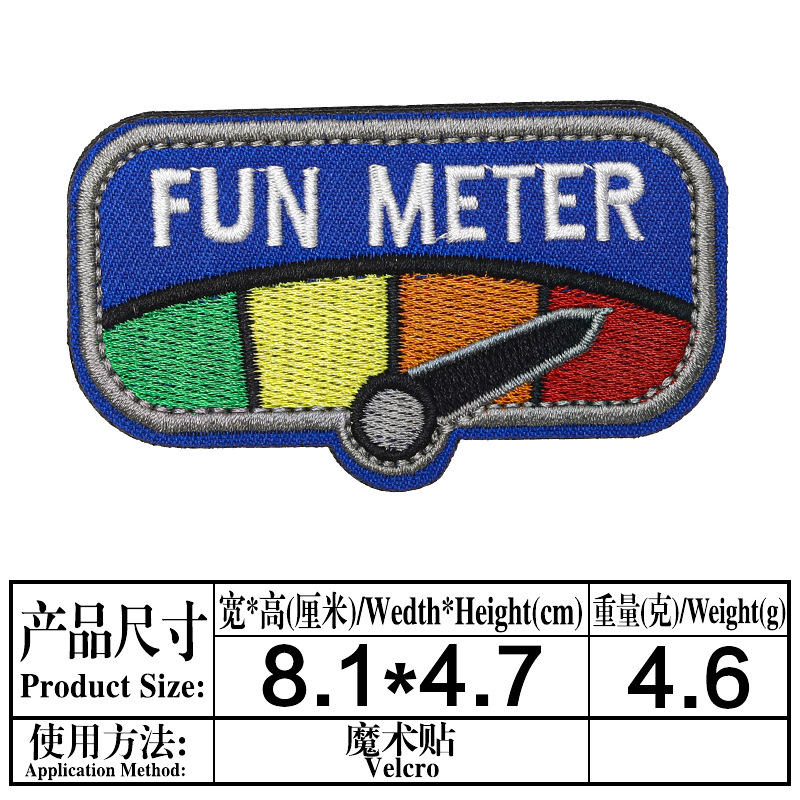 FUN METER
产品尺寸
Product Size:
宽*高(厘米)/Wedth*Height(cm)
重量(克)/Weight(g)
8.1*4.7
4.6
使用方法:
Application Method:
魔术贴
Velcro